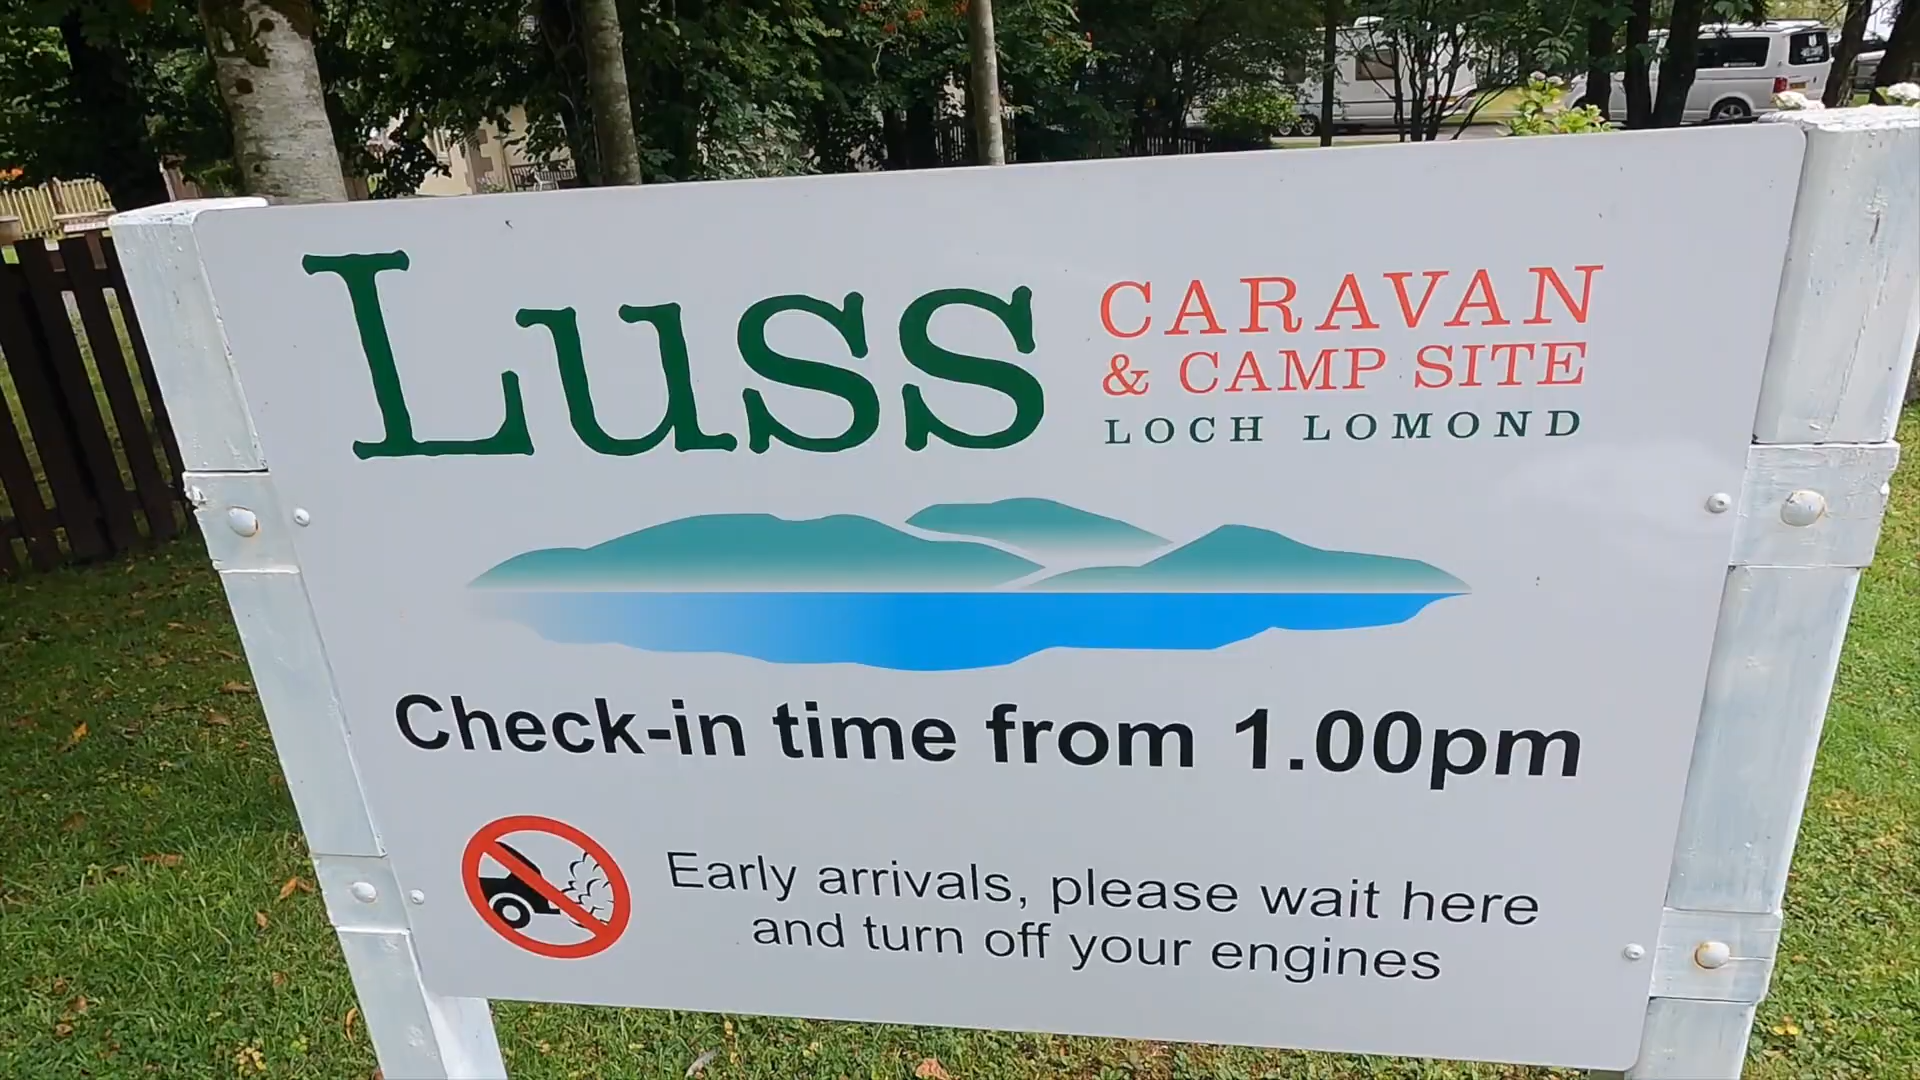 Luss
CARAVAN
& CAMP SITE
LOCH LOMOND
Check-in time from 1.00pm
Early arrivals, please wait here
and turn off your engines